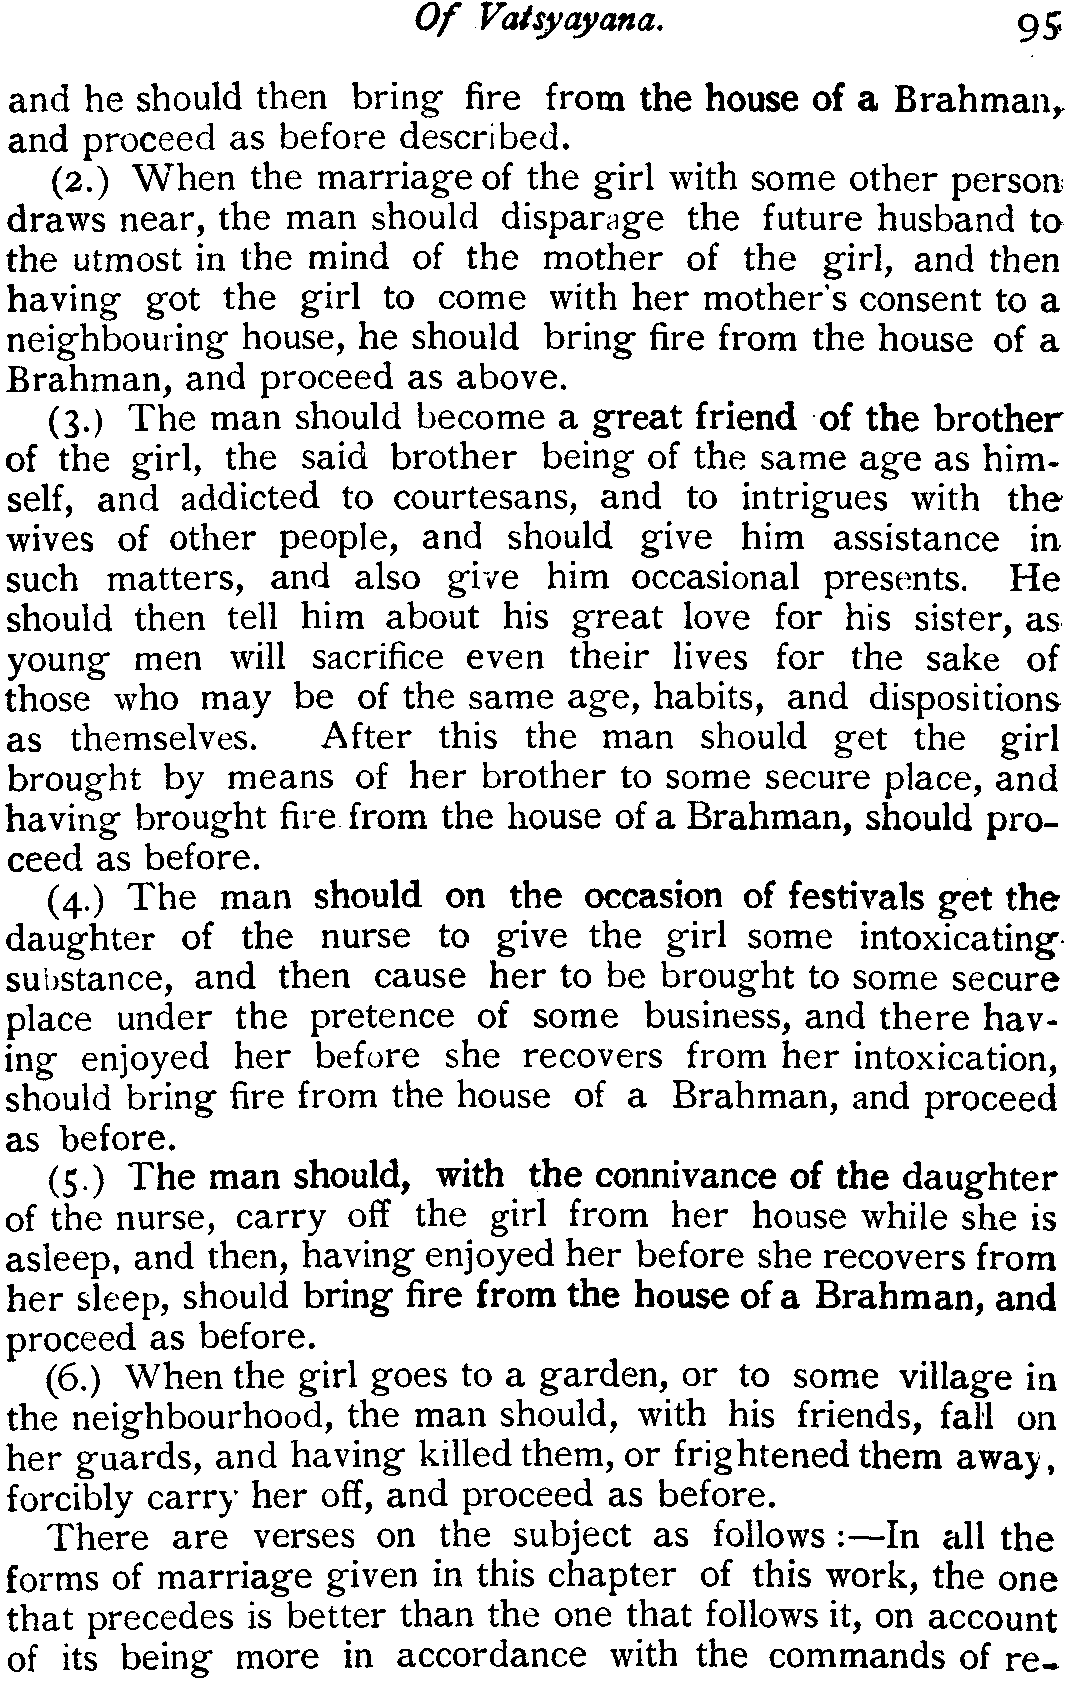 Of Vatsyayana. 95
and he should then bring fire from the house of a Brahman,
and proceed as before described.
(2.) When the marriage of the girl with some other person
draws near, the man should disparage the future husband to
the utmost in the mind of the mother of the girl, and then
having got the girl to come with her mother's consent to a
neighbouring house, he should bring fire from the house of a
Brahman, and proceed as above.
(3.) The man should become a great friend of the brother
of the girl, the said brother being of the same age as him-
self, and addicted to courtesans, and to intrigues with the
wives of other people, and should give him assistance in
such matters, and also give him occasional presents. He
should then tell him about his great love for his sister, as
young men will sacrifice even their lives for the sake of
those who may be of the same age, habits, and dispositions
as themselves. After this the man should get the girl
brought by means of her brother to some secure place, and
having brought fire from the house of a Brahman, should pro-
ceed as before.
(4.) The man should on the occasion of festivals get the
daughter of the nurse to give the girl some intoxicating
substance, and then cause her to be brought to some secure
place under the pretence of some business, and there hav-
ing enjoyed her before she recovers from her intoxication,
should bring fire from the house of a Brahman, and proceed
as before.
(5.) The man should, with the connivance of the daughter
of the nurse, carry off the girl from her house while she is
asleep, and then, having enjoyed her before she recovers from
her sleep, should bring fire from the house of a Brahman, and
proceed as before.
(6.) When the girl goes to a garden, or to some village in
the neighbourhood, the man should, with his friends, fall on
her guards, and having killed them, or frightened them away,
forcibly carry her off, and proceed as before.
There are verses on the subject as follows :—In all the
forms of marriage given in this chapter of this work, the one
that precedes is better than the one that follows it, on account
of its being more in accordance with the commands of re-